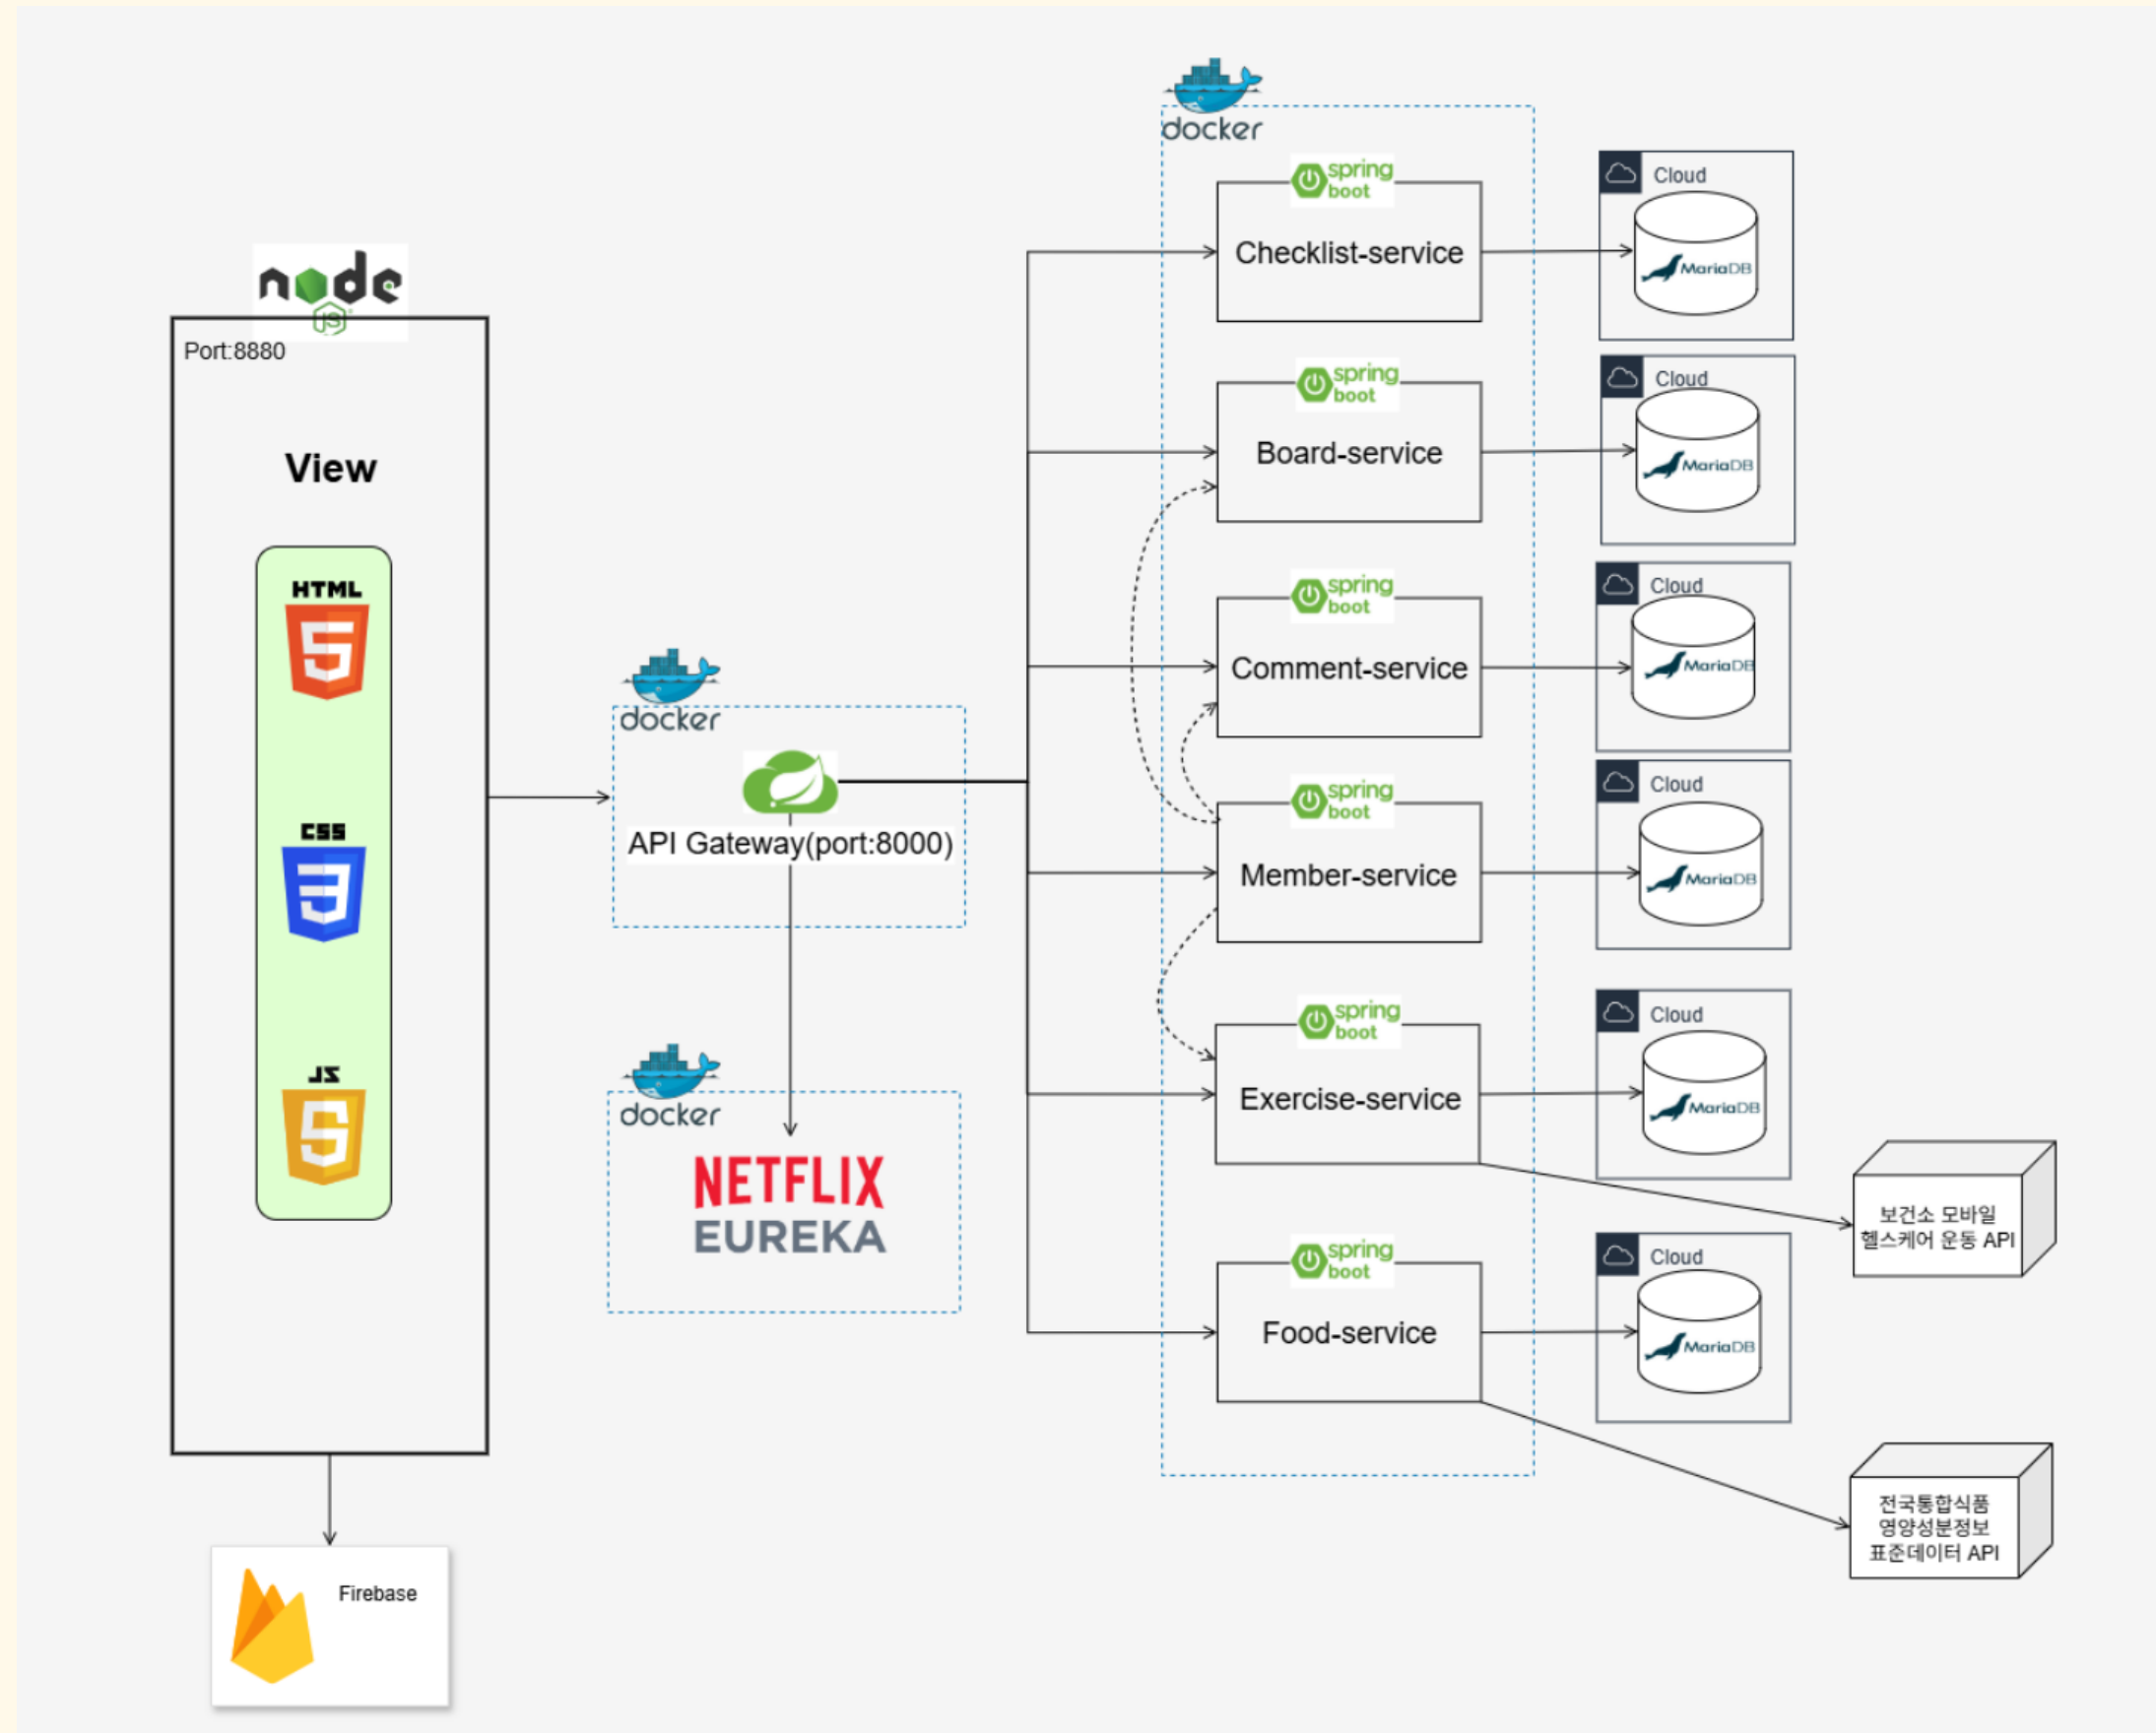 node
JS
Port:8880
View
HTML
5
CSS
3
JS
Firebase
docker
API Gateway(port:8000)
docker
NETFLIX
EUREKA
docker
spring
boot
Checklist-service
Cloud
MariaDB
spring
boot
Board-service
Cloud
MariaDB
spring
boot
Comment-service
Cloud
MariaDB
spring
boot
Member-service
Cloud
MariaDB
spring
boot
Exercise-service
Cloud
MariaDB
보건소 모바일
헬스케어 운동 API
spring
boot
Food-service
Cloud
MariaDB
전국통합식품
영양성분정보
표준데이터 API